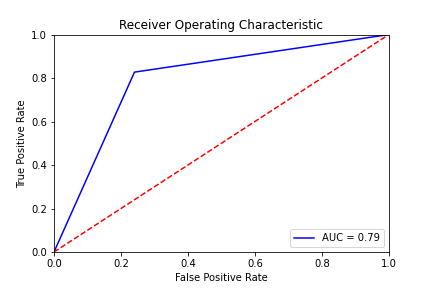 Receiver Operating Characteristic
1.0
0.8
0.6
0.4
0.2
0.0
True Positive Rate
0.0 0.2 0.4 0.6 0.8 1.0
False Positive Rate
AUC = 0.79